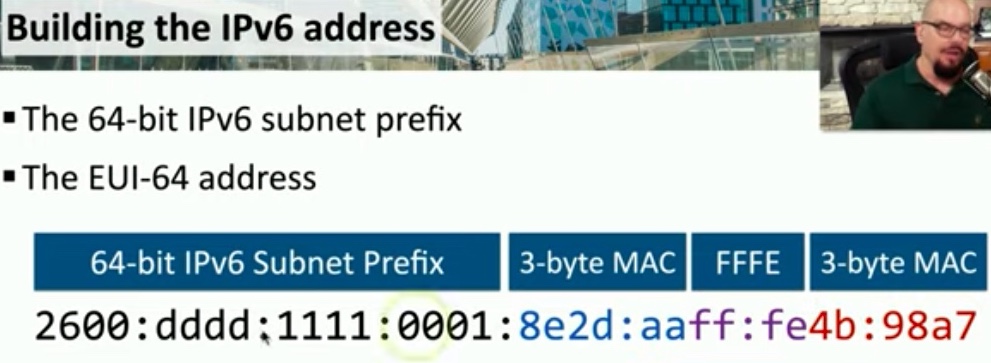 Building the IPv6 address
▪ The 64-bit IPv6 subnet prefix
▪ The EUI-64 address
64-bit IPv6 Subnet Prefix 3-byte MAC FFFE 3-byte MAC
2600:dddd:1111:0001:8e2d:aaff:fe4b:98a7